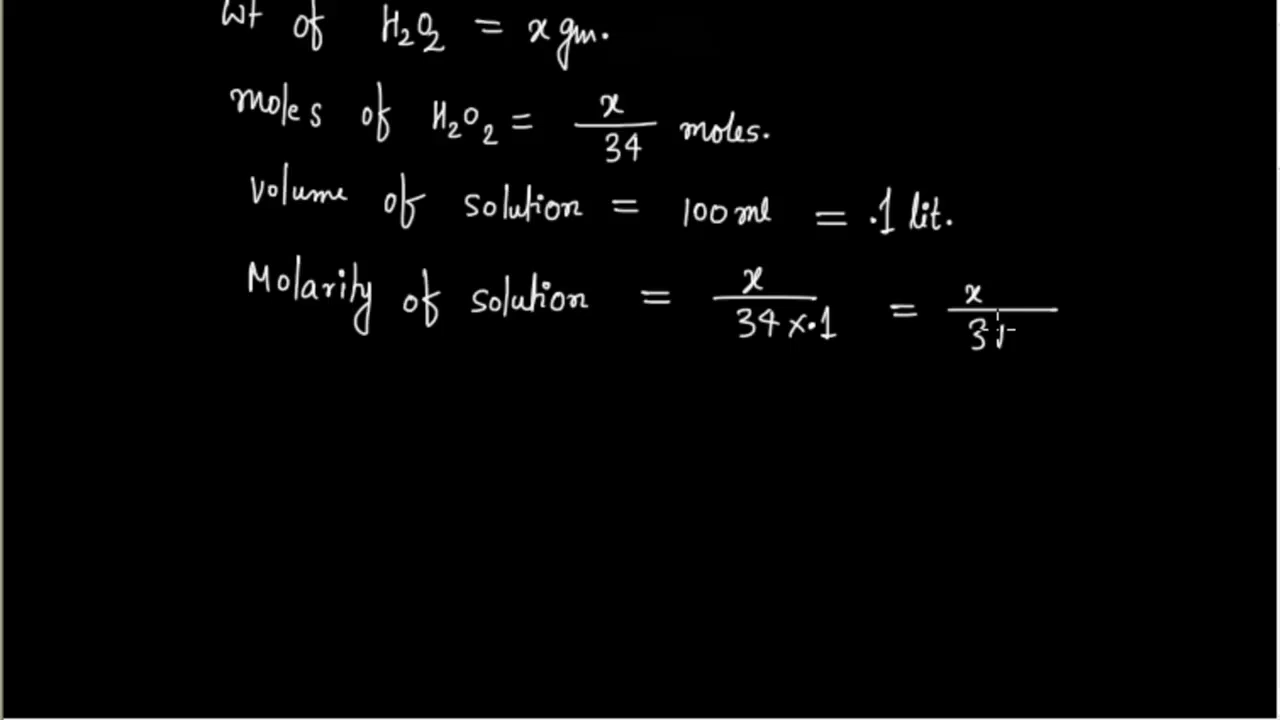 Wt of H₂O₂ = x gm.
moles of H₂O₂ = x/34 moles.
volume of solution = 100 ml = .1 lit.
Molarity of solution = x/34 x .1 = x/3